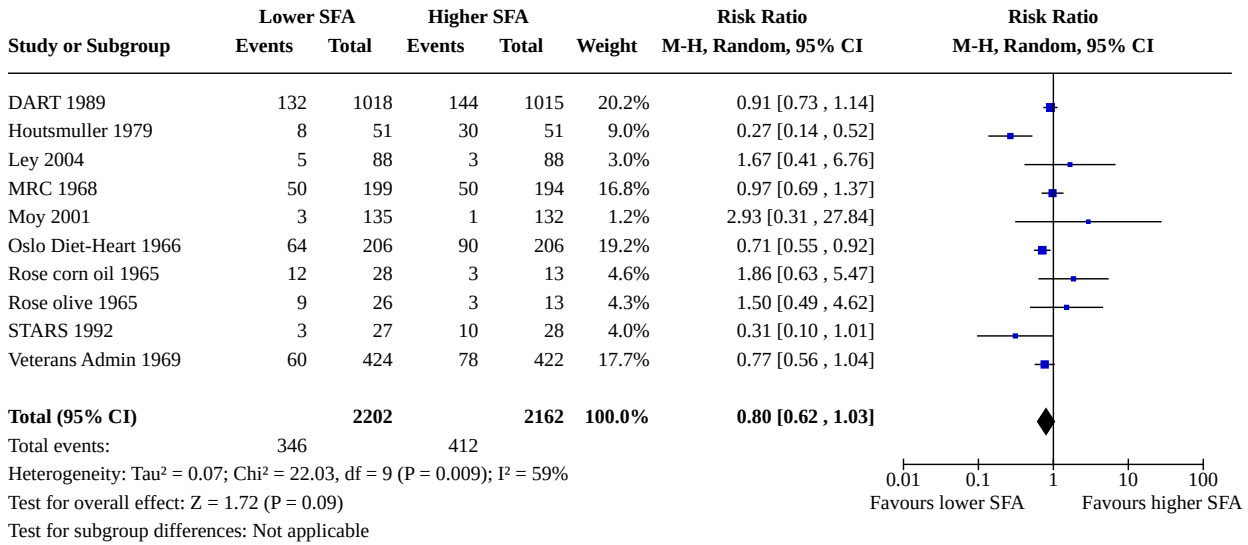 Lower SFA Higher SFA Risk Ratio Risk Ratio
Study or Subgroup Events Total Events Total Weight M-H, Random, 95% CI M-H, Random, 95% CI
DART 1989 132 1018 144 1015 20.2% 0.91 [0.73 , 1.14]
Houtsmuller 1979 8 51 30 51 9.0% 0.27 [0.14 , 0.52]
Ley 2004 5 88 3 88 3.0% 1.67 [0.41 , 6.76]
MRC 1968 50 199 50 194 16.8% 0.97 [0.69 , 1.37]
Moy 2001 3 135 1 132 1.2% 2.93 [0.31 , 27.84]
Oslo Diet-Heart 1966 64 206 90 206 19.2% 0.71 [0.55 , 0.92]
Rose corn oil 1965 12 28 3 13 4.6% 1.86 [0.63 , 5.47]
Rose olive 1965 9 26 3 13 4.3% 1.50 [0.49 , 4.62]
STARS 1992 3 27 10 28 4.0% 0.31 [0.10 , 1.01]
Veterans Admin 1969 60 424 78 422 17.7% 0.77 [0.56 , 1.04]
Total (95% CI) 2202 2162 100.0% 0.80 [0.62 , 1.03]
Total events: 346 412
Heterogeneity: Tau² = 0.07; Chi² = 22.03, df = 9 (P = 0.009); I² = 59%
0.01 0.1 1 10 100
Test for overall effect: Z = 1.72 (P = 0.09)
Favours lower SFA Favours higher SFA
Test for subgroup differences: Not applicable